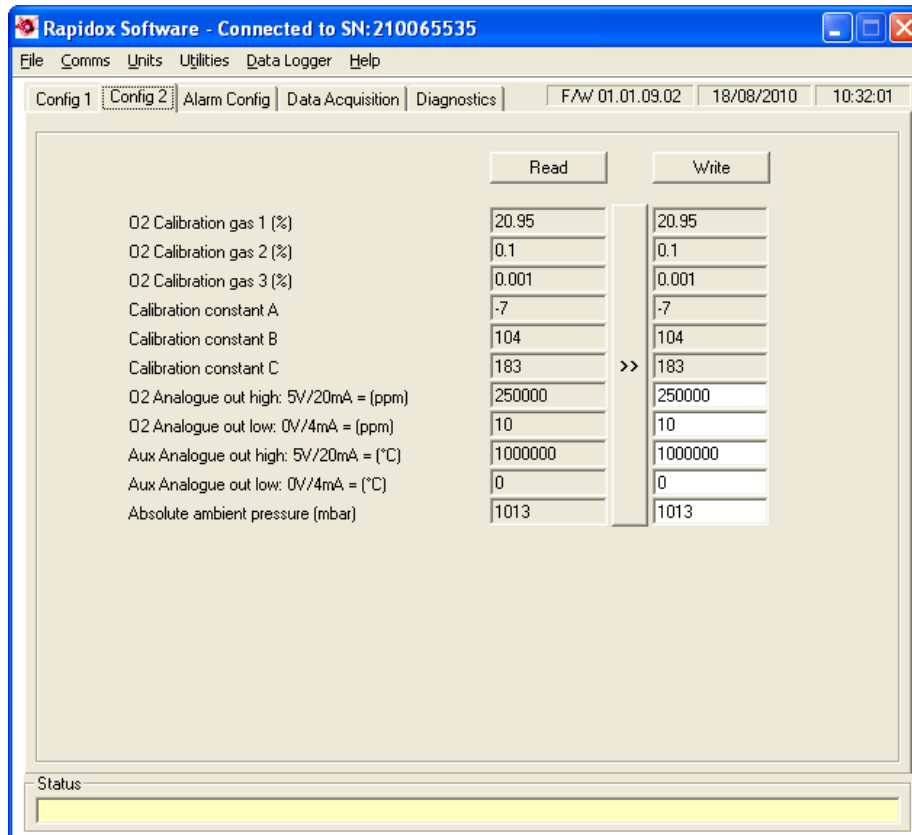 Rapidox Software - Connected to SN:210065535
File Comms Units Utilities Data Logger Help
Config 1 Config 2 Alarm Config Data Acquisition Diagnostics F/W 01.01.09.02 18/08/2010 10:32:01
Read Write
O2 Calibration gas 1 (%) 20.95 20.95
O2 Calibration gas 2 (%) 0.1 0.1
O2 Calibration gas 3 (%) 0.001 0.001
Calibration constant A -7 -7
Calibration constant B 104 104
Calibration constant C 183 >> 183
O2 Analogue out high: 5V/20mA = (ppm) 250000 250000
O2 Analogue out low: 0V/4mA = (ppm) 10 10
Aux Analogue out high: 5V/20mA = (°C) 1000000 1000000
Aux Analogue out low: 0V/4mA = (°C) 0 0
Absolute ambient pressure (mbar) 1013 1013
Status